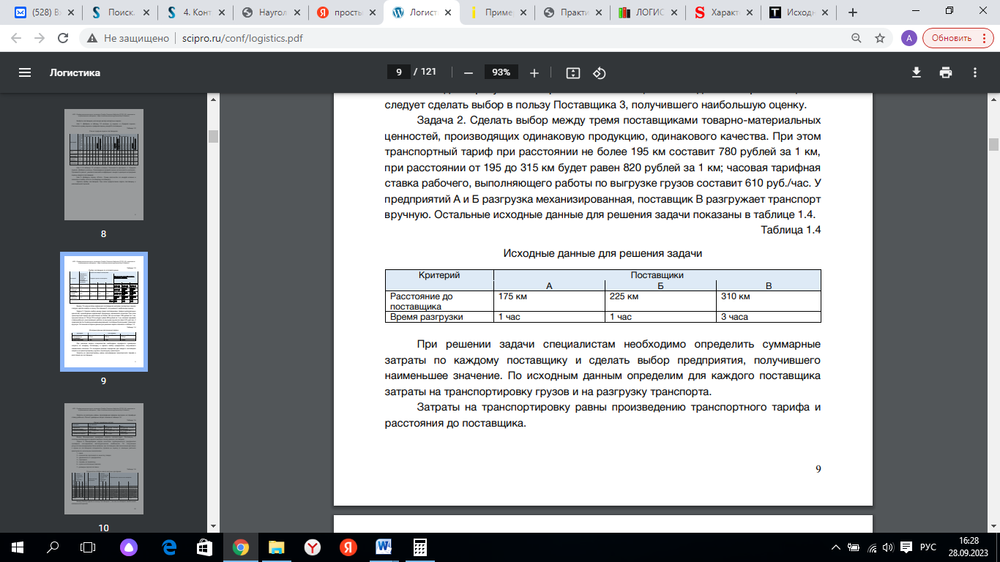 (528) В
Поиск.
4. Конт
Наугол
просты
Логист
Пример
Практи
ЛОГИС
Характ
Исходн
Не защищено scipro.ru/conf/logistics.pdf
А Обновить
Логистика
9 / 121
93%
следует сделать выбор в пользу Поставщика 3, получившего наибольшую оценку.
Задача 2. Сделать выбор между тремя поставщиками товарно-материальных
ценностей, производящих одинаковую продукцию, одинакового качества. При этом
транспортный тариф при расстоянии не более 195 км составит 780 рублей за 1 км,
при расстоянии от 195 до 315 км будет равен 820 рублей за 1 км; часовая тарифная
ставка рабочего, выполняющего работы по выгрузке грузов составит 610 руб./час. У
предприятий А и Б разгрузка механизированная, поставщик В разгружает транспорт
вручную. Остальные исходные данные для решения задачи показаны в таблице 1.4.
Таблица 1.4
Исходные данные для решения задачи
Критерий Поставщики
А Б В
Расстояние до 175 км 225 км 310 км
поставщика
Время разгрузки 1 час 1 час 3 часа
При решении задачи специалистам необходимо определить суммарные
затраты по каждому поставщику и сделать выбор предприятия, получившего
наименьшее значение. По исходным данным определим для каждого поставщика
затраты на транспортировку грузов и на разгрузку транспорта.
Затраты на транспортировку равны произведению транспортного тарифа и
расстояния до поставщика.
9
8
9
10
РУС
16:28
28.09.2023